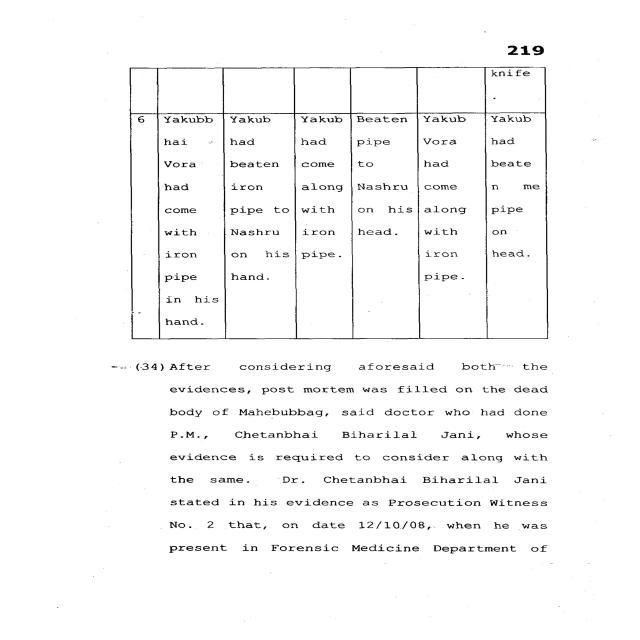 219
knife
.
6 Yakubb Yakub Yakub Beaten Yakub Yakub
hai had had pipe Vora had
Vora beaten come to had beate
had iron along Nashru come n me
come pipe to with on his along pipe
with Nashru iron head. with on
iron on his pipe. iron head.
pipe hand. pipe.
in his
hand.
(34) After considering aforesaid both the
evidences, post mortem was filled on the dead
body of Mahebubbag, said doctor who had done
P.M., Chetanbhai Biharilal Jani, whose
evidence is required to consider along with
the same. Dr. Chetanbhai Biharilal Jani
stated in his evidence as Prosecution Witness
No. 2 that, on date 12/10/08, when he was
present in Forensic Medicine Department of